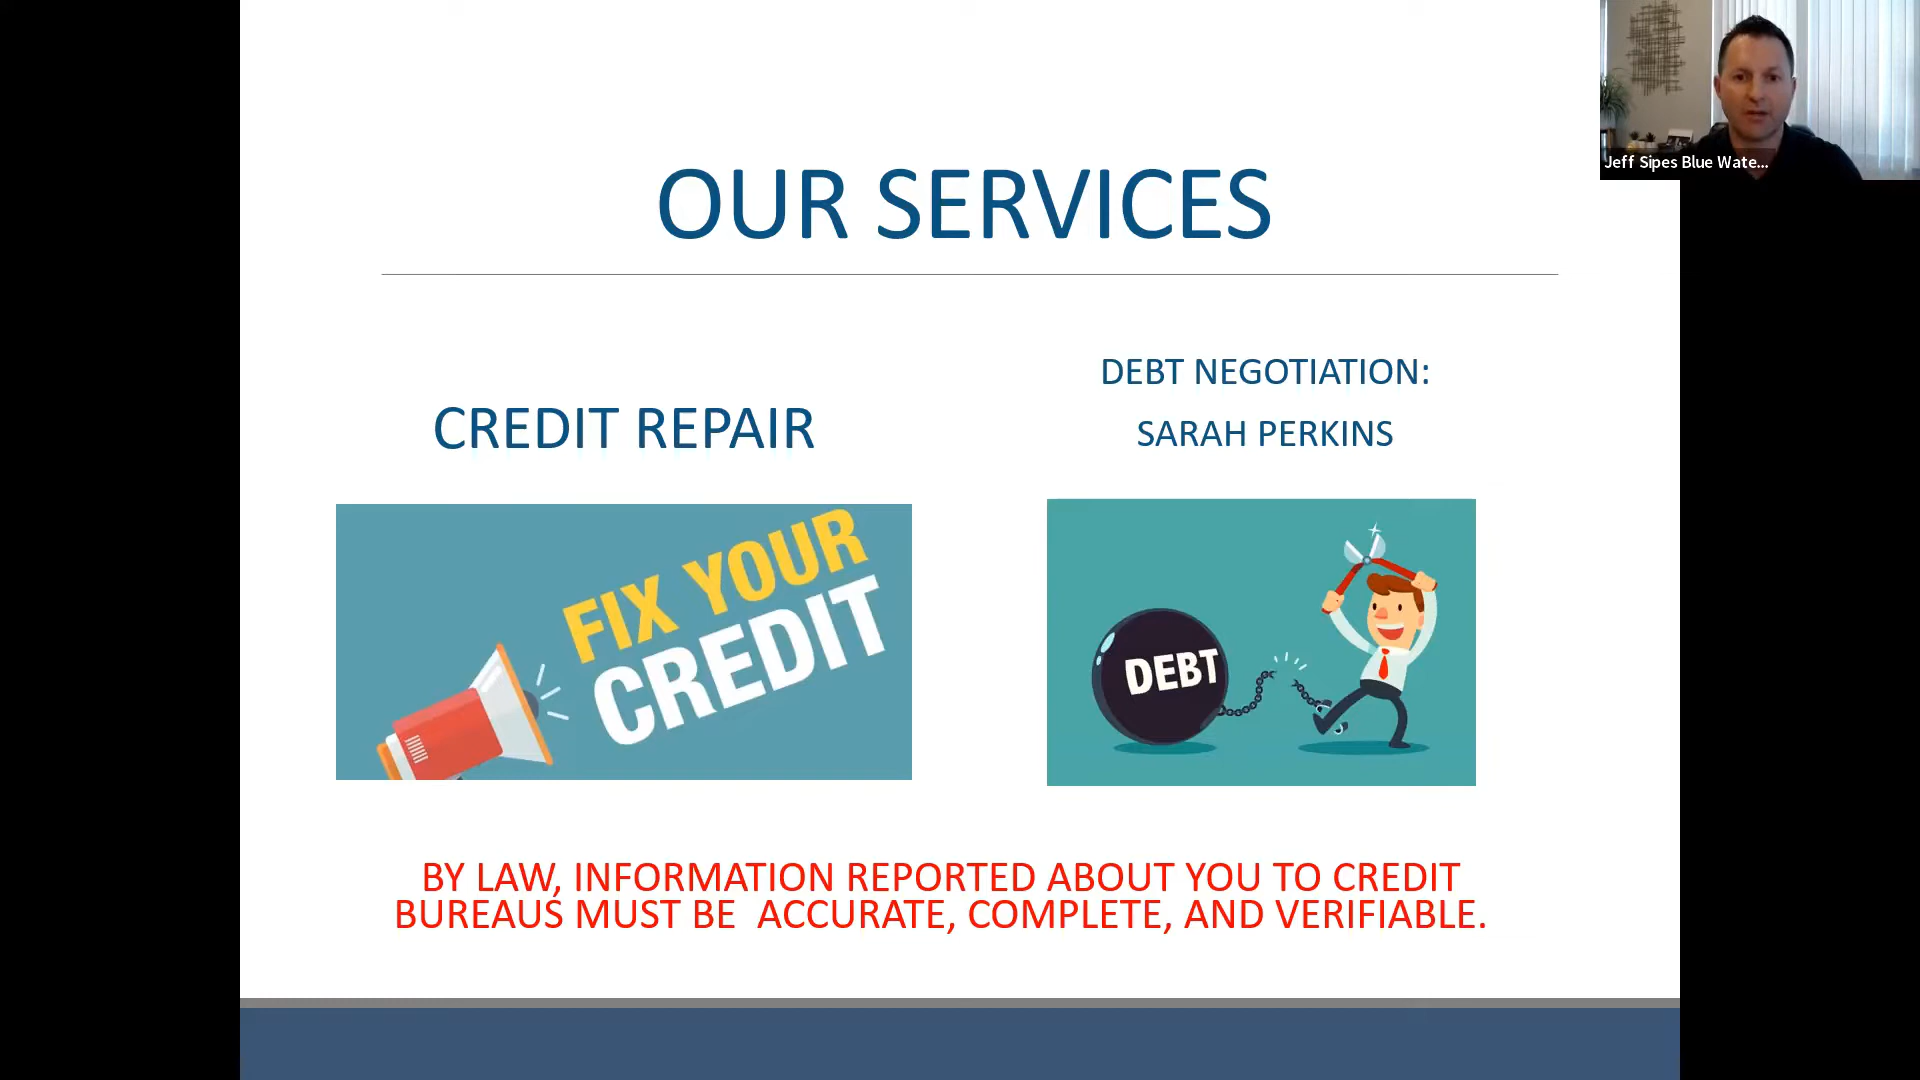 OUR SERVICES
Jeff Sipes Blue Wate...
CREDIT REPAIR
DEBT NEGOTIATION:
SARAH PERKINS
FIX YOUR
CREDIT
DEBT
BY LAW, INFORMATION REPORTED ABOUT YOU TO CREDIT
BUREAUS MUST BE  ACCURATE, COMPLETE, AND VERIFIABLE.